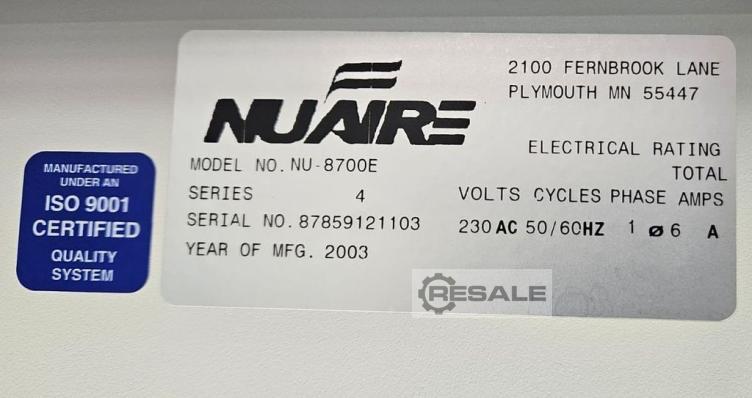 NUAIRE
2100 FERNBROOK LANE
PLYMOUTH MN 55447
MODEL NO. NU-8700E
SERIES 4
SERIAL NO. 87859121103
YEAR OF MFG. 2003
ELECTRICAL RATING
TOTAL
VOLTS CYCLES PHASE AMPS
230 AC 50/60HZ 1 ø 6 A
MANUFACTURED
UNDER AN
ISO 9001
CERTIFIED
QUALITY
SYSTEM
RESALE